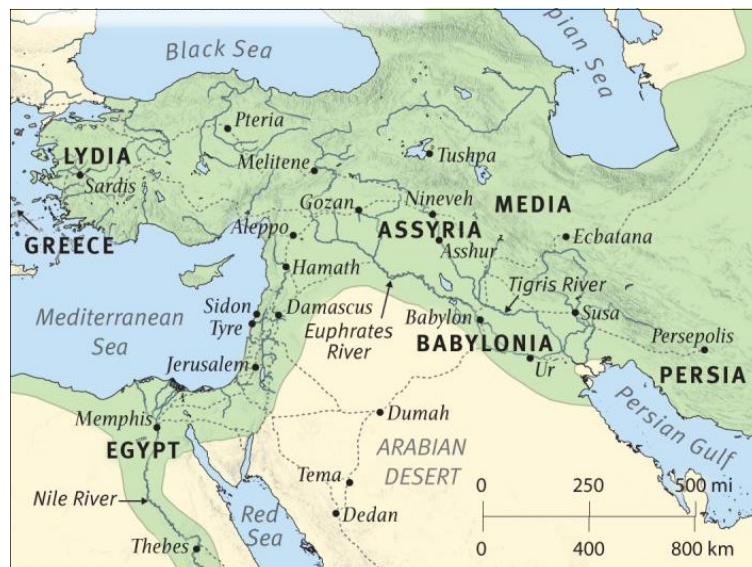 Black Sea
pian Sea
Pteria
LYDIA
Sardis
Melitene
Tushpa
GREECE
Gozan
Nineveh
MEDIA
Aleppo
ASSYRIA
Asshur
Ecbatana
Hamath
Mediterranean
Sea
Sidon
Tyre
Damascus
Euphrates
River
Tigris River
Babylon
BABYLONIA
Susa
Persepolis
Ur
PERSIA
Jerusalem
Persian Gulf
Memphis
EGYPT
Dumah
ARABIAN
DESERT
Nile River
Tema
Dedan
Red
Sea
Thebes
0 250 500 mi
0 400 800 km